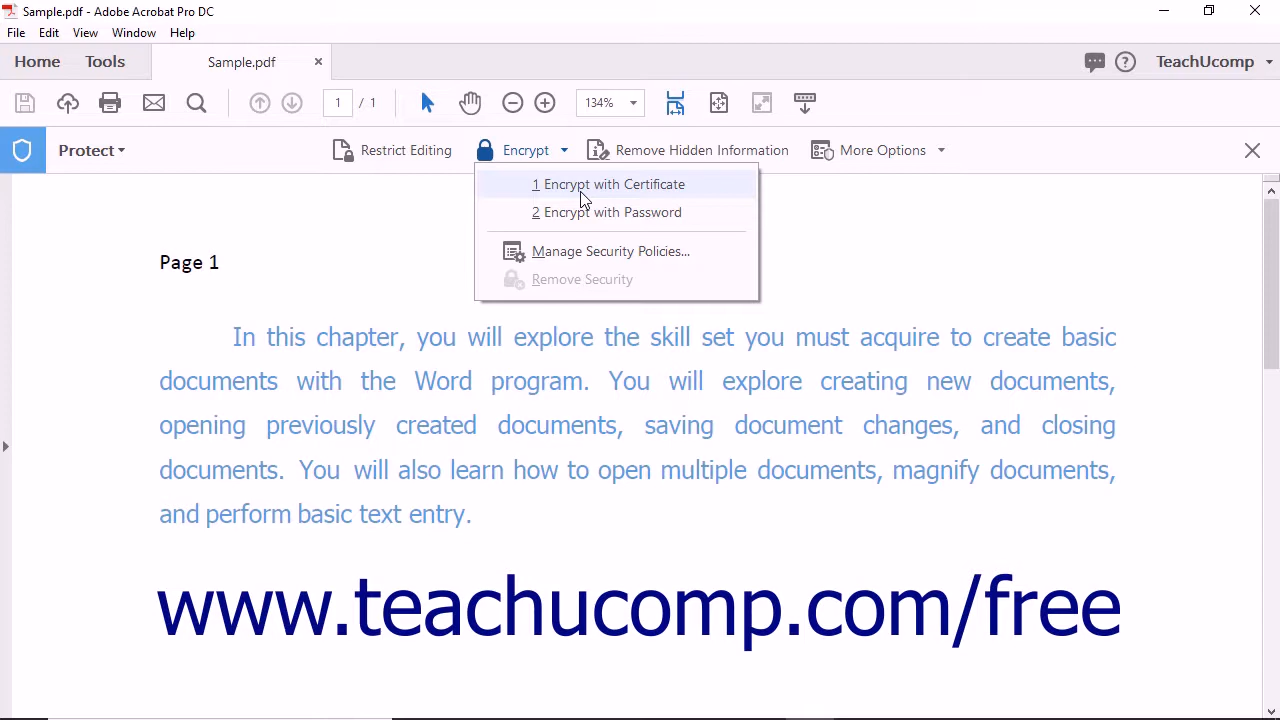 Sample.pdf - Adobe Acrobat Pro DC
File Edit View Window Help
Home Tools Sample.pdf TeachUcomp
1 / 1 134%
Protect Restrict Editing Encrypt Remove Hidden Information More Options
1 Encrypt with Certificate
2 Encrypt with Password
Manage Security Policies...
Remove Security
Page 1
In this chapter, you will explore the skill set you must acquire to create basic
documents with the Word program. You will explore creating new documents,
opening previously created documents, saving document changes, and closing
documents. You will also learn how to open multiple documents, magnify documents,
and perform basic text entry.
www.teachucomp.com/free